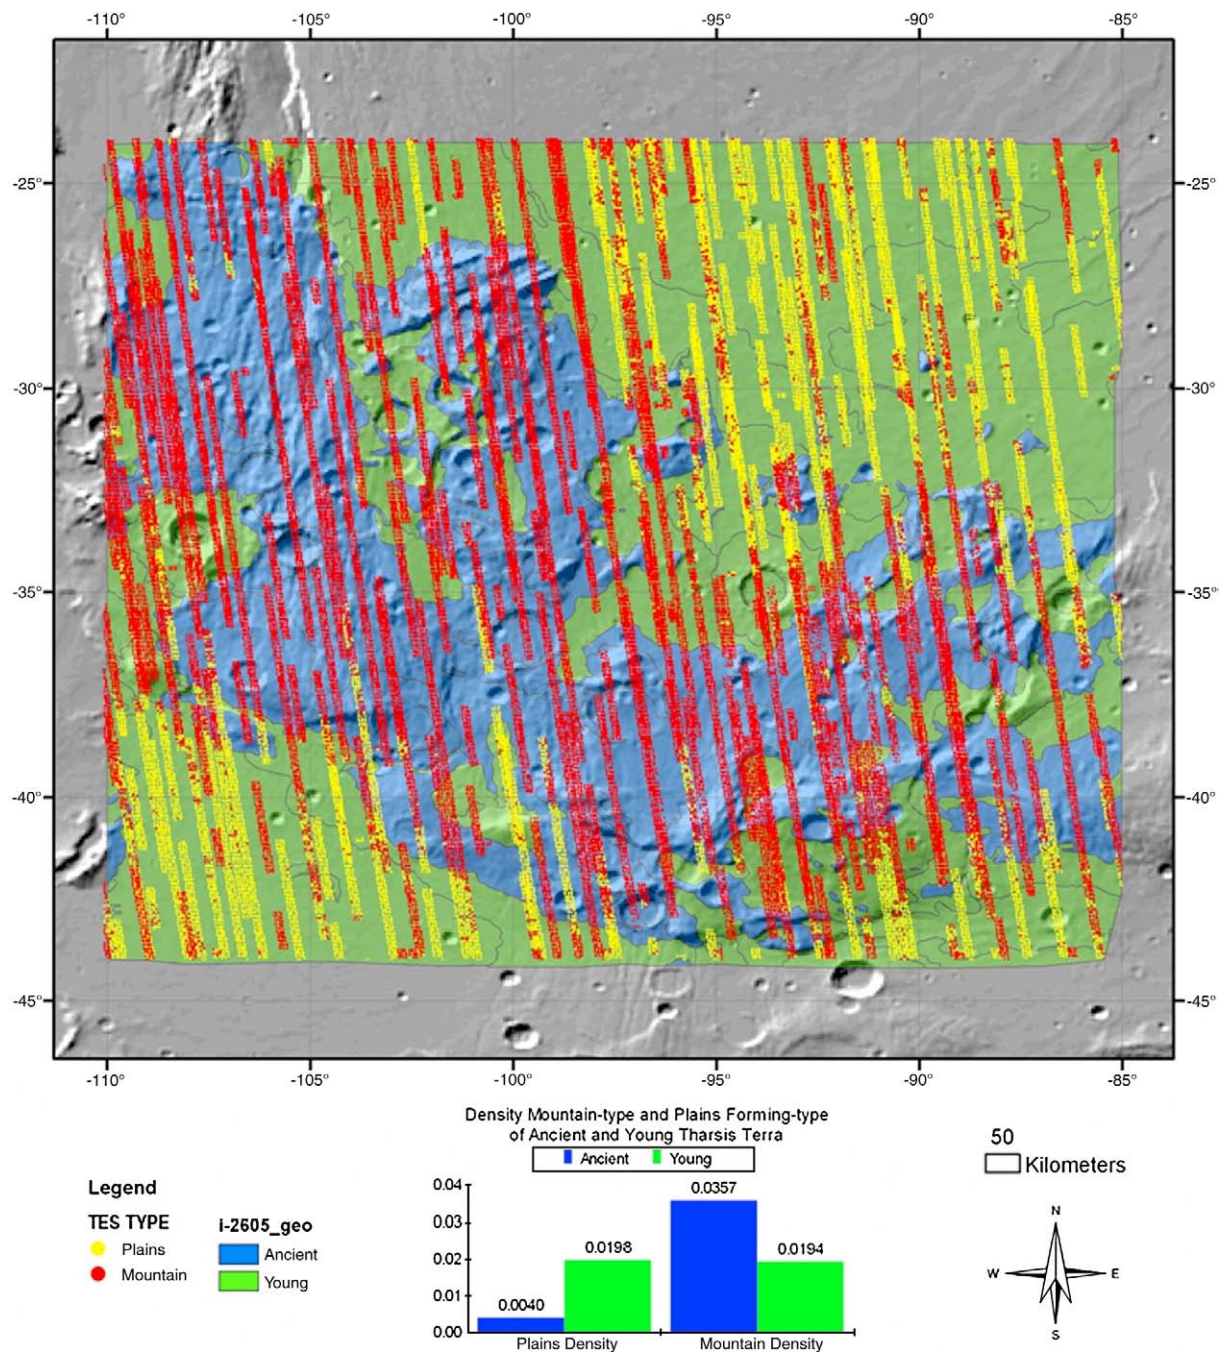 -110° -105° -100° -95° -90° -85°
-25° -25°
-30° -30°
-35° -35°
-40° -40°
-45° -45°
-110° -105° -100° -95° -90° -85°
Density Mountain-type and Plains Forming-type
of Ancient and Young Tharsis Terra
Ancient Young
50
Kilometers
Legend
TES TYPE
Plains
Mountain
i-2605_geo
Ancient
Young
0.04
0.03
0.02
0.01
0.00
0.0040
0.0198
0.0357
0.0194
Plains Density Mountain Density
N
W E
S